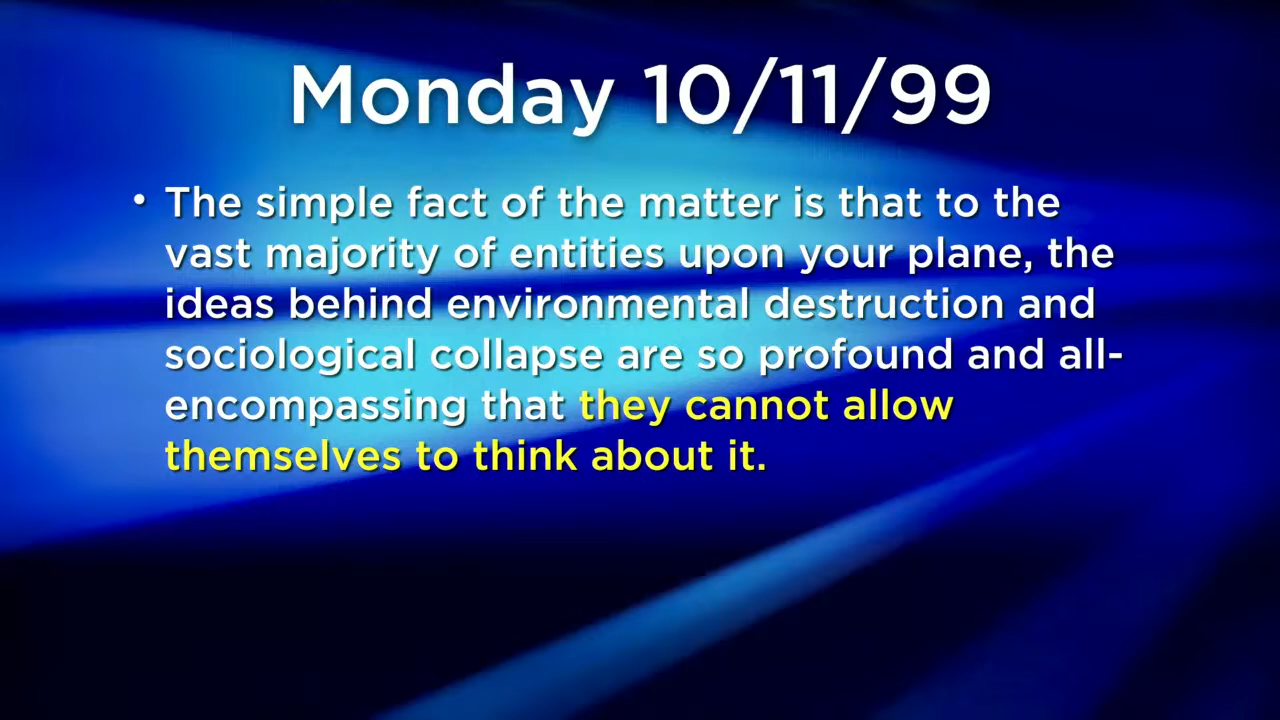 Monday 10/11/99
• The simple fact of the matter is that to the
vast majority of entities upon your plane, the
ideas behind environmental destruction and
sociological collapse are so profound and all-
encompassing that they cannot allow
themselves to think about it.